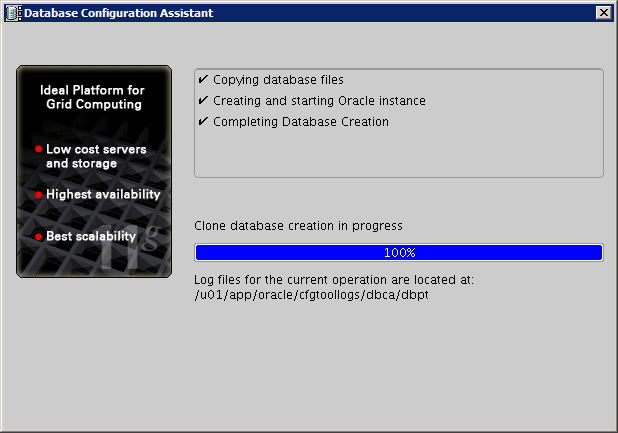 Database Configuration Assistant
Ideal Platform for
Grid Computing
Low cost servers
and storage
Highest availability
Best scalability
11g
Copying database files
Creating and starting Oracle instance
Completing Database Creation
Clone database creation in progress
100%
Log files for the current operation are located at:
/u01/app/oracle/cfgtoollogs/dbca/dbpt